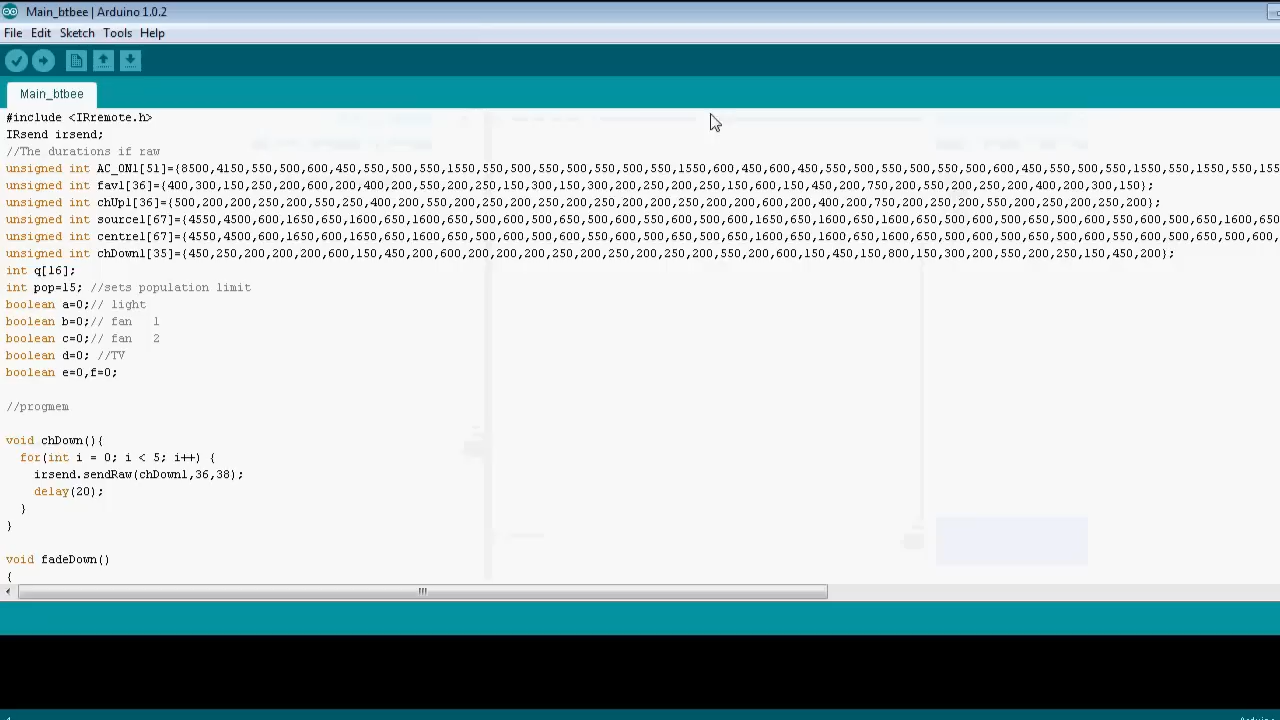 Main_btbee | Arduino 1.0.2
File Edit Sketch Tools Help
Main_btbee
#include <IRremote.h>
IRsend irsend;
//The durations if raw
unsigned int AC_ON1[51]={8500,4150,550,500,600,450,550,500,550,1550,550,500,550,500,550,500,550,1550,600,450,600,450,550,500,550,500,550,500,600,450,550,1550,550,1550,550,155
unsigned int fav1[36]={400,300,150,250,200,600,200,400,200,550,200,250,150,300,150,300,200,250,200,250,150,600,150,450,200,750,200,550,200,250,200,250,200,400,200,300,150};
unsigned int chUp1[36]={500,200,200,250,200,550,250,400,200,550,200,250,200,250,200,250,200,200,200,200,200,600,200,400,200,750,200,250,200,550,250,200,250,200,250,200};
unsigned int source1[67]={4550,4500,600,1650,600,1650,650,1600,650,500,600,500,650,500,600,550,600,500,600,1650,650,1600,650,1600,650,500,600,500,600,550,600,500,600,500,650,1600,650
unsigned int centre1[67]={4550,4500,600,1650,600,1650,650,1600,650,500,600,500,600,550,600,500,650,500,600,1650,600,1650,650,1600,650,500,650,500,600,550,600,500,650,500,600,
unsigned int chDown1[35]={450,250,200,200,200,600,150,450,200,600,200,200,250,200,200,250,200,250,200,200,250,550,200,600,150,450,150,800,150,300,200,550,200,250,150,450,200};
int q[16];
int pop=15; //sets population limit
boolean a=0;// light
boolean b=0;// fan 1
boolean c=0;// fan 2
boolean d=0; //TV
boolean e=0,f=0;
//progmem
void chDown(){
for(int i = 0; i < 5; i++) {
irsend.sendRaw(chDown1,36,38);
delay(20);
}
}
void fadeDown()
{